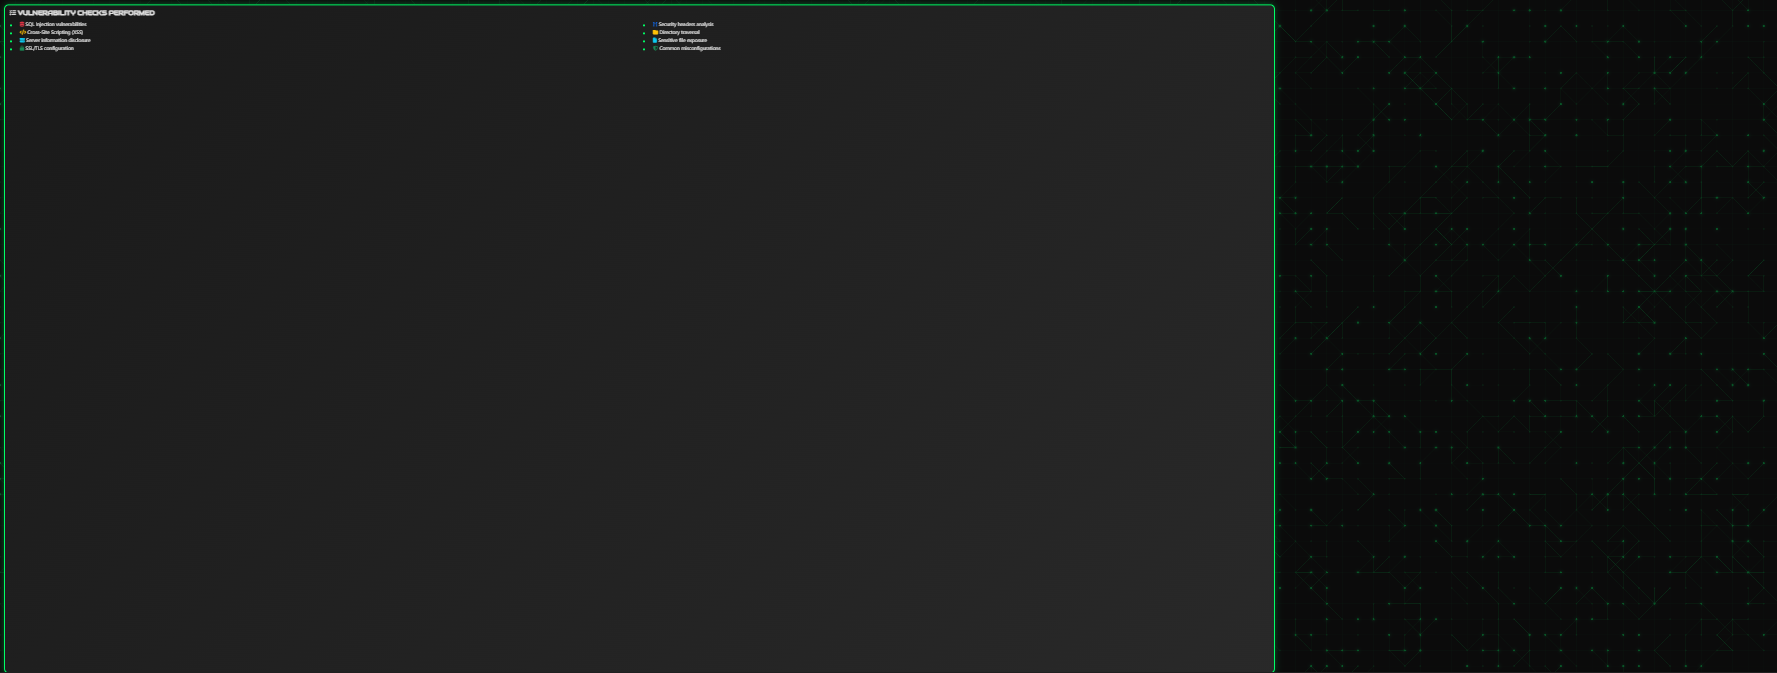 VULNERABILITY CHECKS PERFORMED
SQL injection vulnerabilities
Cross-Site Scripting (XSS)
Server information disclosure
SSL/TLS configuration
Security headers analysis
Directory traversal
Sensitive file exposure
Common misconfigurations